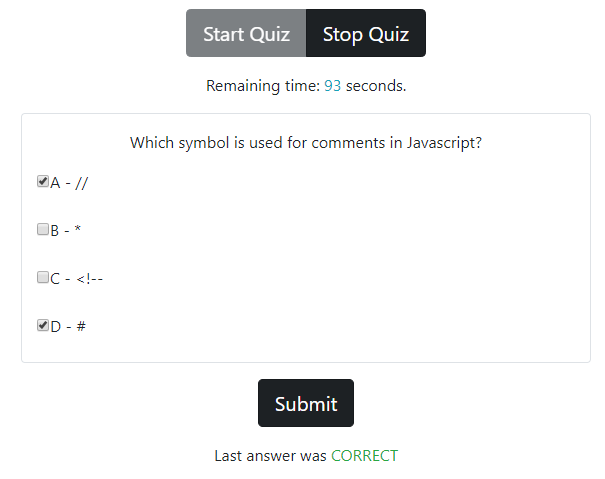 Start Quiz Stop Quiz
Remaining time: 93 seconds.
Which symbol is used for comments in Javascript?
A - //
B - *
C - <!--
D - #
Submit
Last answer was CORRECT